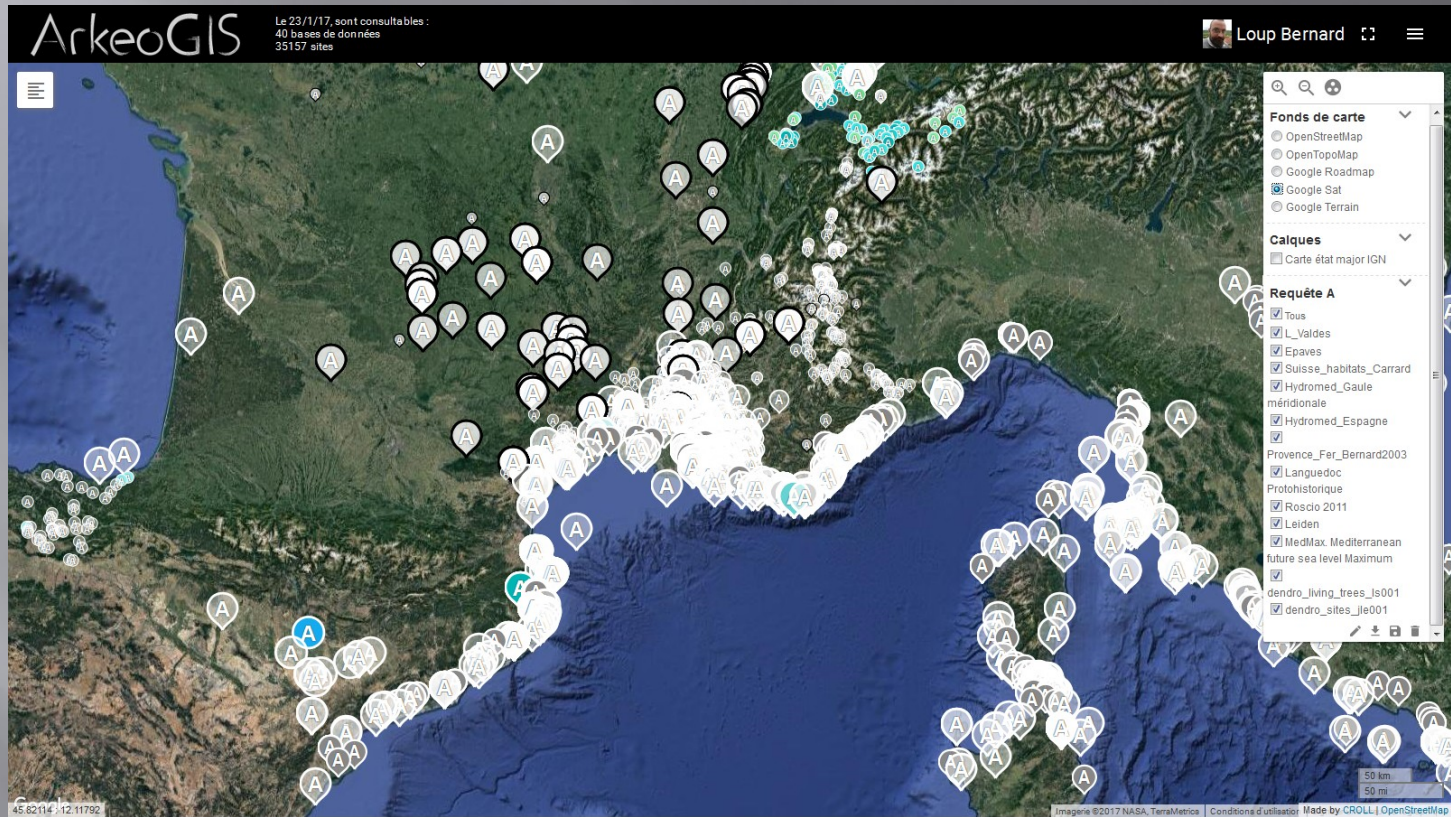 ArkeoGIS
Le 23/1/17, sont consultables :
40 bases de données
35157 sites
Loup Bernard
Fonds de carte
OpenStreetMap
OpenTopoMap
Google Roadmap
Google Sat
Google Terrain
Calques
Carte état major IGN
Requête A
Tous
L_Valdes
Epaves
Suisse_habitats_Carrard
Hydromed_Gaule
méridionale
Hydromed_Espagne
Provence_Fer_Bernard2003
Languedoc
Protohistorique
Roscio 2011
Leiden
MedMax. Mediterranean
future sea level Maximum
dendro_living_trees_ls001
dendro_sites_jle001
50 km
50 mi
Google
45.82114 : -12.11792
Imagerie ©2017 NASA, TerraMetrics
Conditions d'utilisation
Made by CROLL | OpenStreetMap